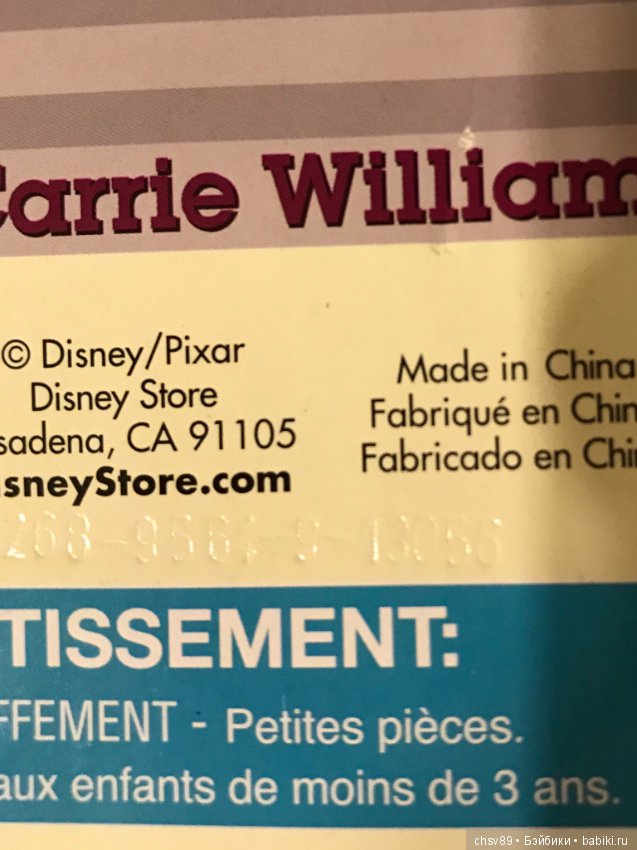 Carrie William
© Disney/Pixar
Disney Store
sadena, CA 91105
sneyStore.com
Made in China
Fabriqué en Chin
Fabricado en Chi
TISSEMENT:
FFEMENT - Petites pièces.
aux enfants de moins de 3 ans.
chsv89 • Бэйбики • babiki.ru